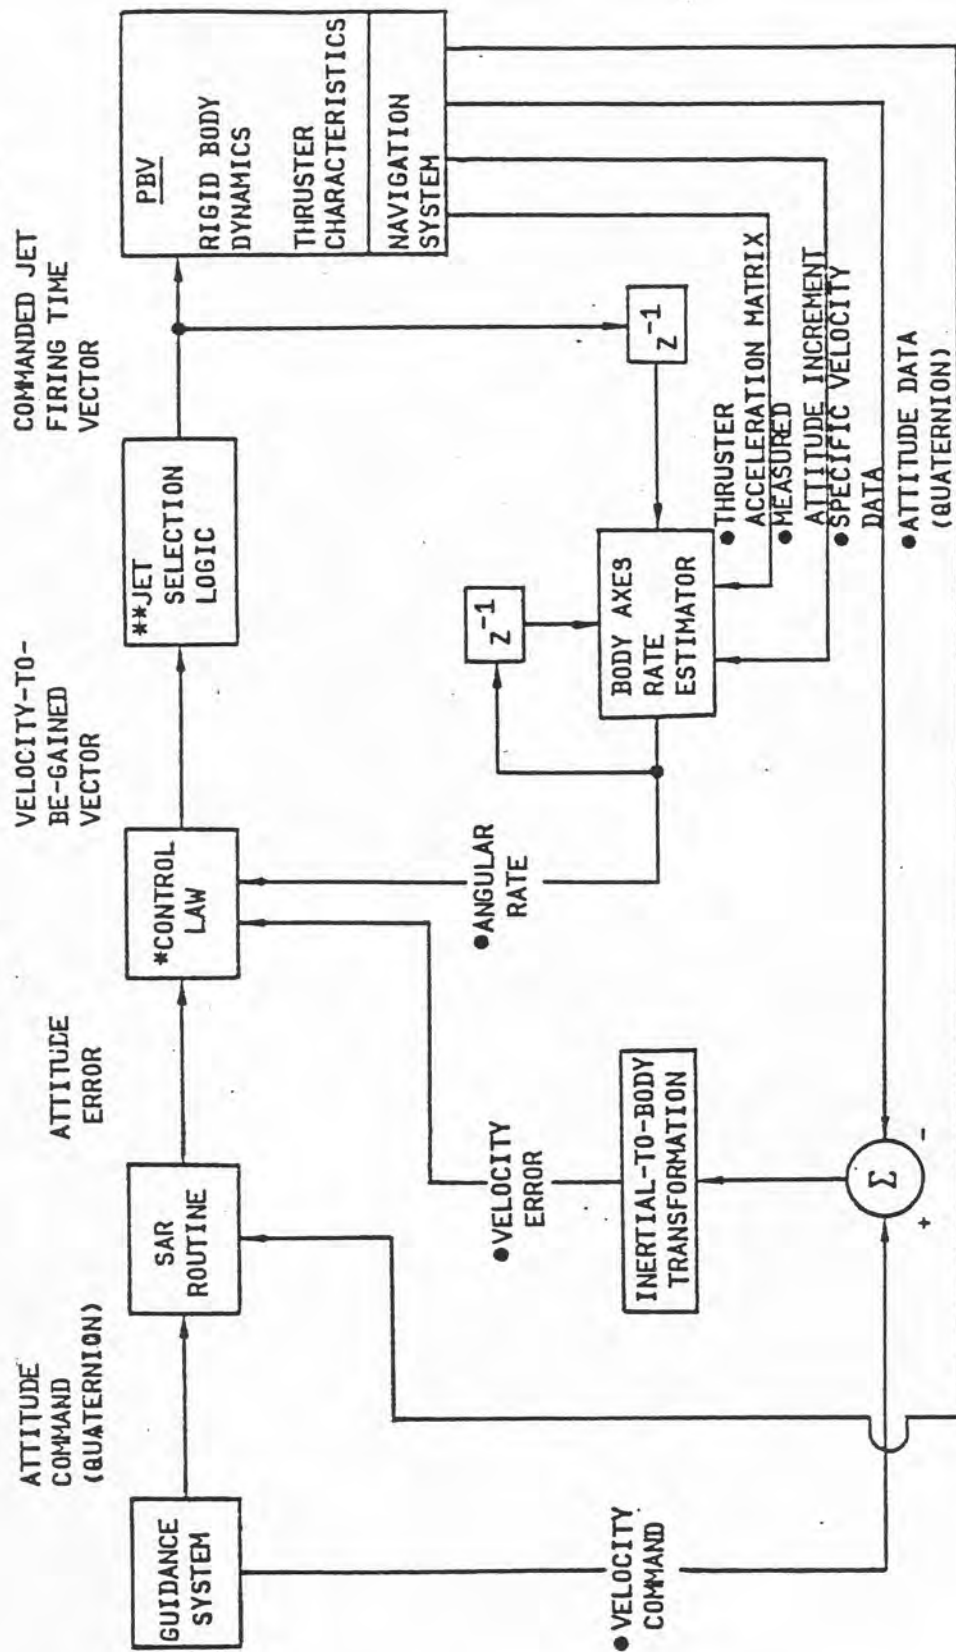 ATTITUDE
COMMAND
(QUATERNION)
ATTITUDE
ERROR
VELOCITY-TO-
BE-GAINED
VECTOR
COMMANDED JET
FIRING TIME
VECTOR
GUIDANCE
SYSTEM
SAR
ROUTINE
*CONTROL
LAW
**JET
SELECTION
LOGIC
PBV
RIGID BODY
DYNAMICS
THRUSTER
CHARACTERISTICS
NAVIGATION
SYSTEM
●ANGULAR
RATE
Z-1
Z-1
BODY AXES
RATE
ESTIMATOR
●VELOCITY
ERROR
●VELOCITY
COMMAND
INERTIAL-TO-BODY
TRANSFORMATION
●THRUSTER
ACCELERATION MATRIX
●MEASURED
ATTITUDE INCREMENT
●SPECIFIC VELOCITY
DATA
●ATTITUDE DATA
(QUATERNION)
Σ
+
-